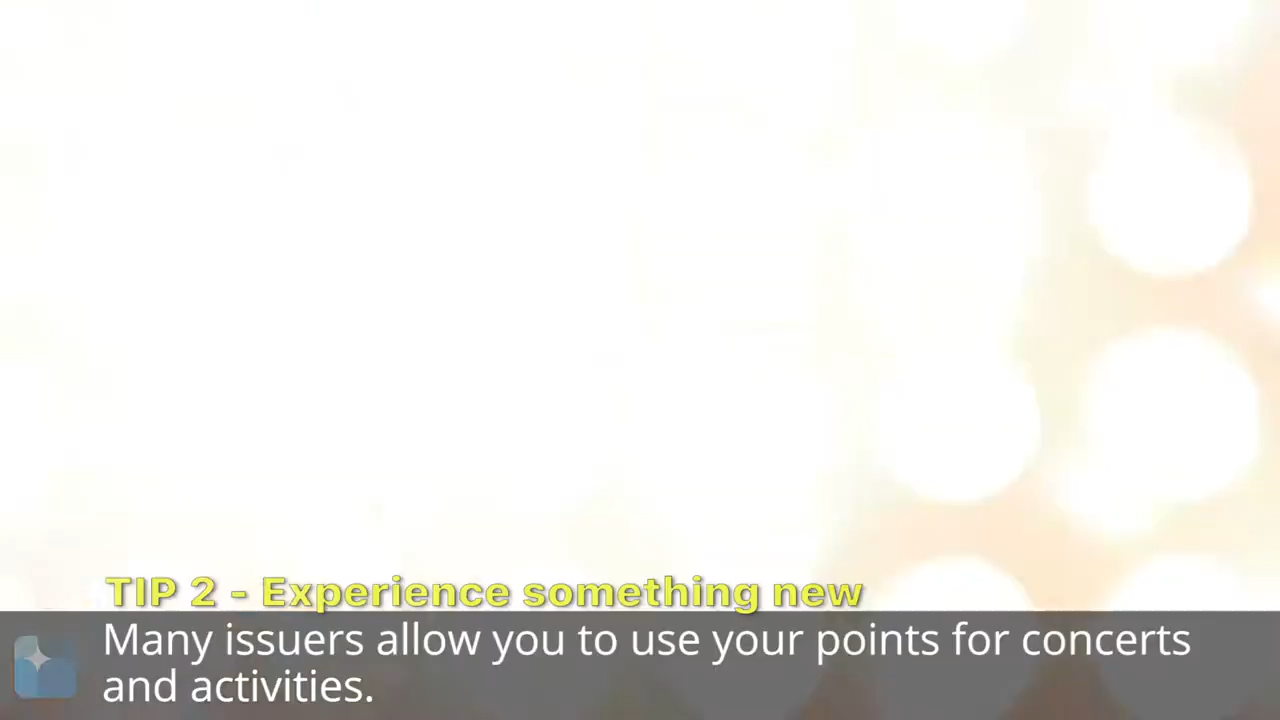 TIP 2 - Experience something new
Many issuers allow you to use your points for concerts
and activities.